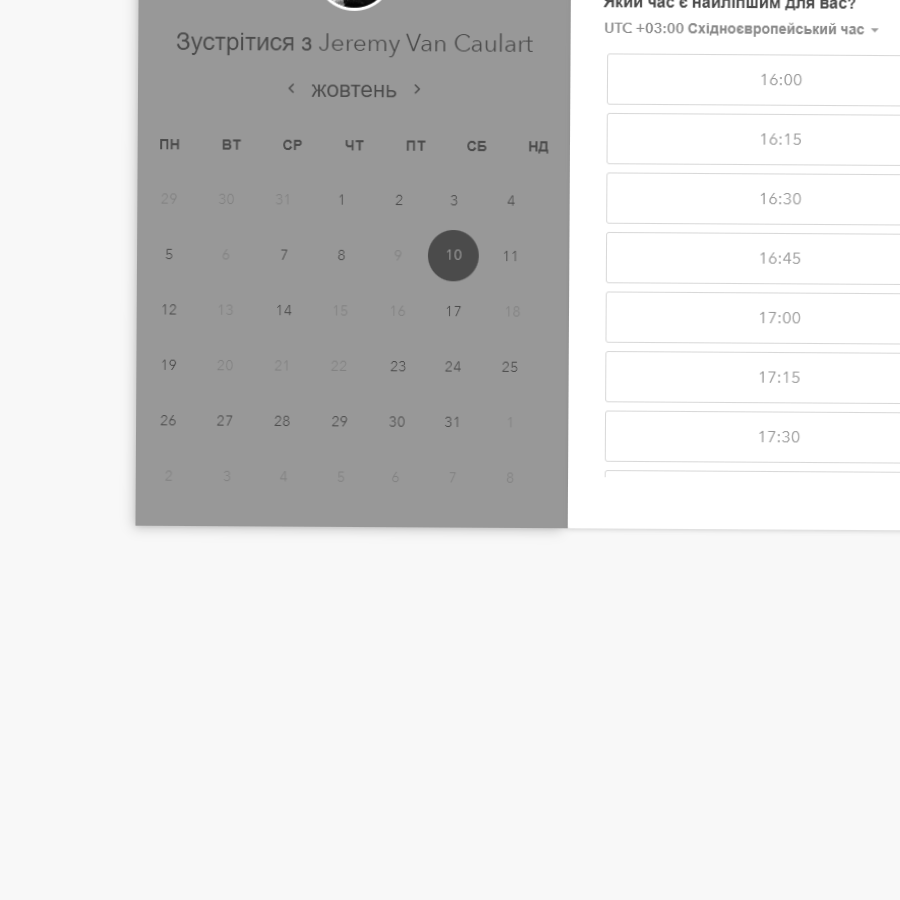 Зустрітися з Jeremy Van Caulart
‹ жовтень ›
ПН ВТ СР ЧТ ПТ СБ НД
29 30 31 1 2 3 4
5 6 7 8 9 10 11
12 13 14 15 16 17 18
19 20 21 22 23 24 25
26 27 28 29 30 31 1
2 3 4 5 6 7 8
Який час є найліпшим для вас?
UTC +03:00 Східноєвропейський час
16:00
16:15
16:30
16:45
17:00
17:15
17:30